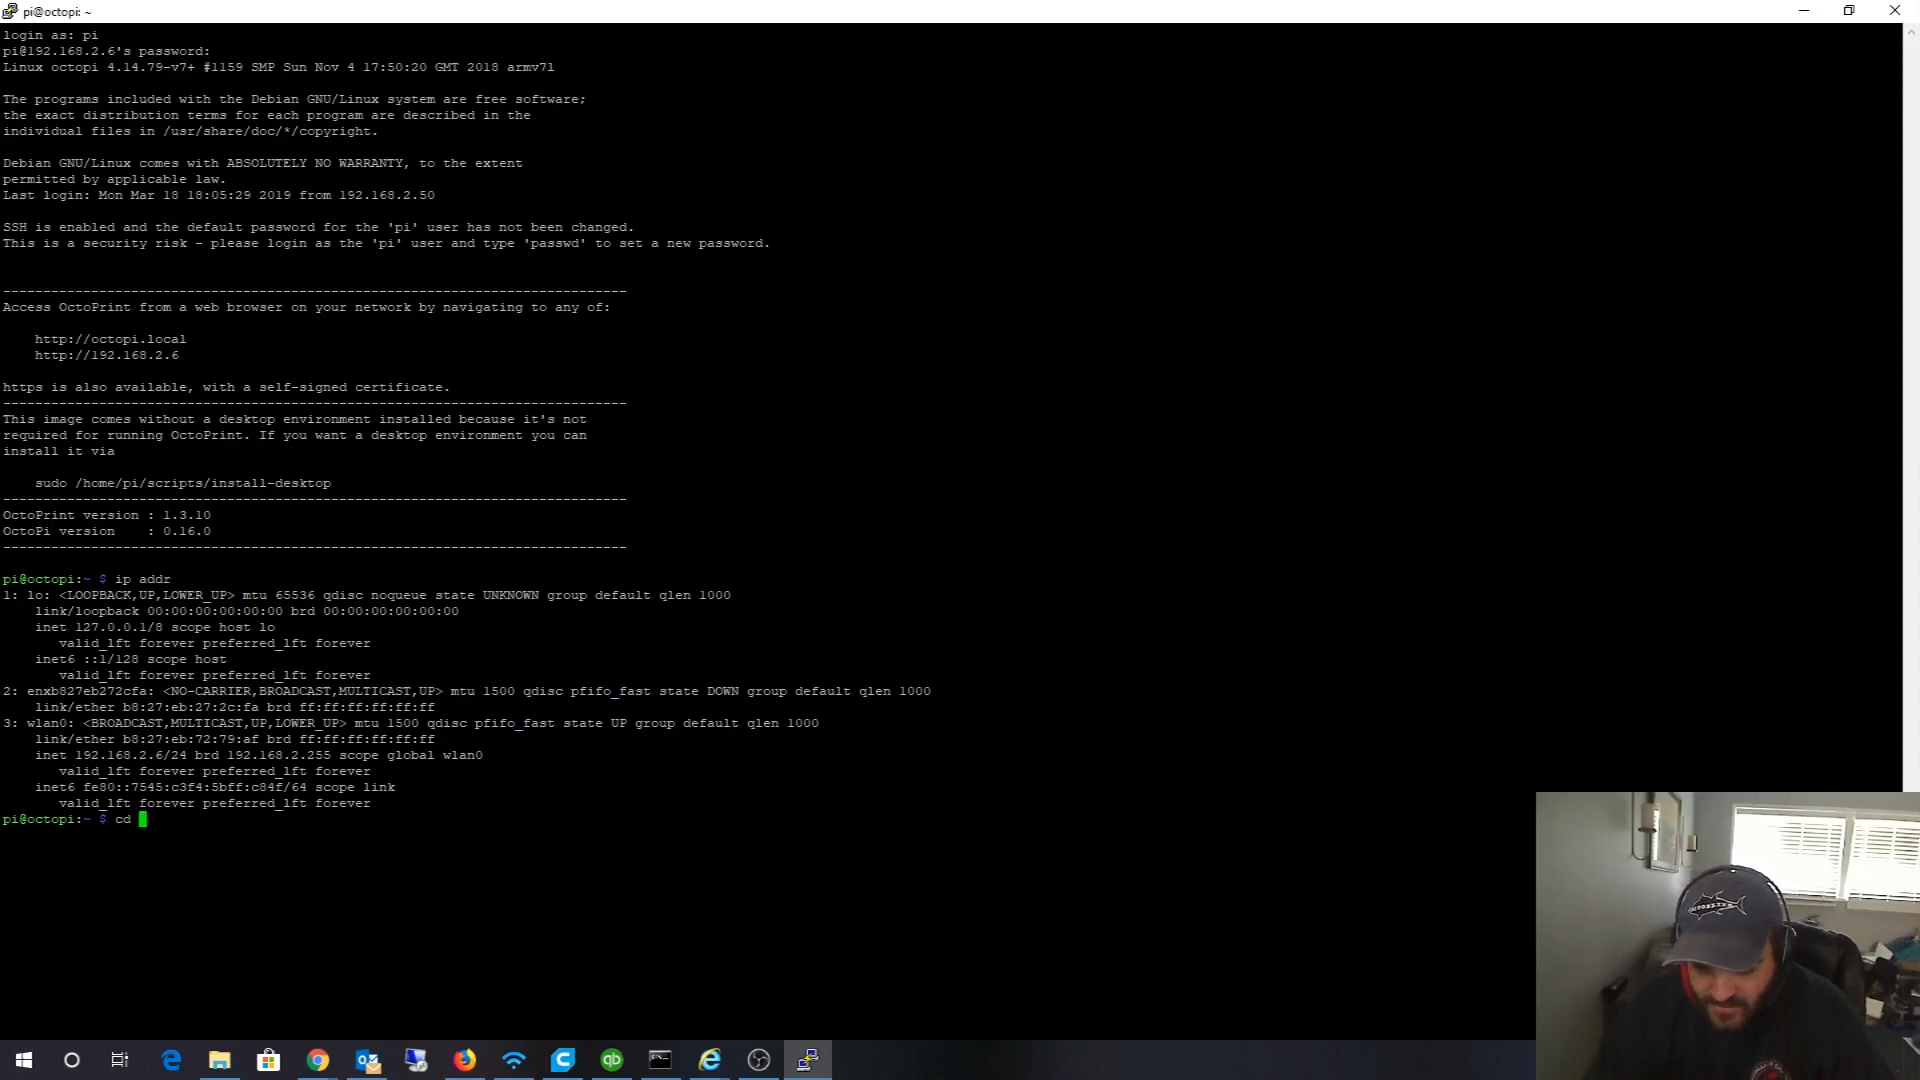 pi@octopi: ~
login as: pi
pi@192.168.2.6's password:
Linux octopi 4.14.79-v7+ #1159 SMP Sun Nov 4 17:50:20 GMT 2018 armv7l
The programs included with the Debian GNU/Linux system are free software;
the exact distribution terms for each program are described in the
individual files in /usr/share/doc/*/copyright.
Debian GNU/Linux comes with ABSOLUTELY NO WARRANTY, to the extent
permitted by applicable law.
Last login: Mon Mar 18 18:05:29 2019 from 192.168.2.50
SSH is enabled and the default password for the 'pi' user has not been changed.
This is a security risk - please login as the 'pi' user and type 'passwd' to set a new password.
------------------------------------------------------------------------------
Access OctoPrint from a web browser on your network by navigating to any of:
http://octopi.local
http://192.168.2.6
https is also available, with a self-signed certificate.
------------------------------------------------------------------------------
This image comes without a desktop environment installed because it's not
required for running OctoPrint. If you want a desktop environment you can
install it via
sudo /home/pi/scripts/install-desktop
------------------------------------------------------------------------------
OctoPrint version : 1.3.10
OctoPi version    : 0.16.0
------------------------------------------------------------------------------
pi@octopi:~ $ ip addr
1: lo: <LOOPBACK,UP,LOWER_UP> mtu 65536 qdisc noqueue state UNKNOWN group default qlen 1000
link/loopback 00:00:00:00:00:00 brd 00:00:00:00:00:00
inet 127.0.0.1/8 scope host lo
valid_lft forever preferred_lft forever
inet6 ::1/128 scope host
valid_lft forever preferred_lft forever
2: enxb827eb272cfa: <NO-CARRIER,BROADCAST,MULTICAST,UP> mtu 1500 qdisc pfifo_fast state DOWN group default qlen 1000
link/ether b8:27:eb:27:2c:fa brd ff:ff:ff:ff:ff:ff
3: wlan0: <BROADCAST,MULTICAST,UP,LOWER_UP> mtu 1500 qdisc pfifo_fast state UP group default qlen 1000
link/ether b8:27:eb:72:79:af brd ff:ff:ff:ff:ff:ff
inet 192.168.2.6/24 brd 192.168.2.255 scope global wlan0
valid_lft forever preferred_lft forever
inet6 fe80::7545:c3f4:5bff:c84f/64 scope link
valid_lft forever preferred_lft forever
pi@octopi:~ $ cd